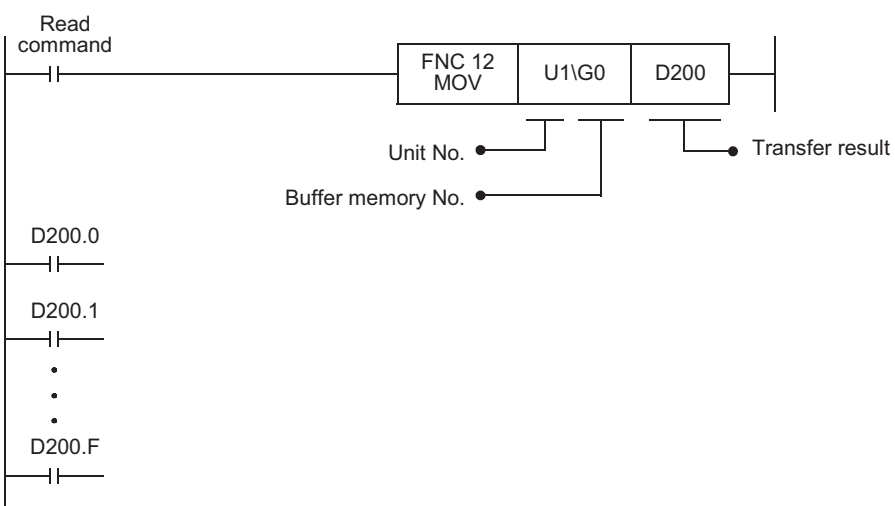 Read
command
FNC 12
MOV
U1\G0
D200
Unit No.
Transfer result
Buffer memory No.
D200.0
D200.1
D200.F